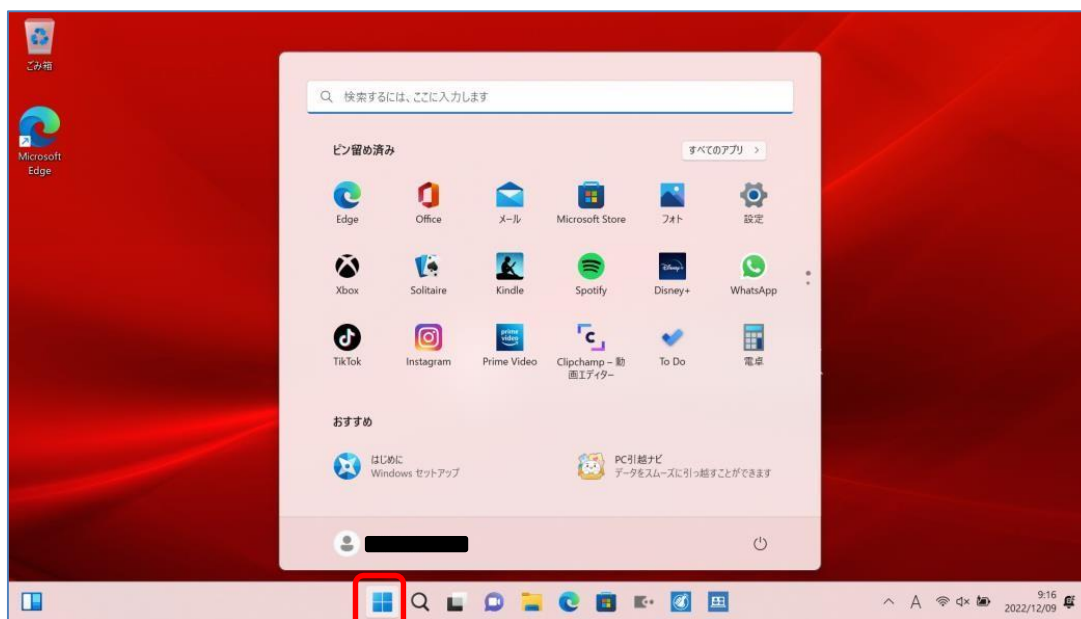 ごみ箱
Microsoft
Edge
検索するには、ここに入力します
ピン留め済み
すべてのアプリ
Edge
Office
メール
Microsoft Store
フォト
設定
Xbox
Solitaire
Kindle
Spotify
Disney+
Disney+
WhatsApp
TikTok
Instagram
prime
video
Prime Video
Clipchamp – 動
画エディター
To Do
電卓
おすすめ
はじめに
Windows セットアップ
PC引越ナビ
データをスムーズに引っ越すことができます
A
9:16
2022/12/09